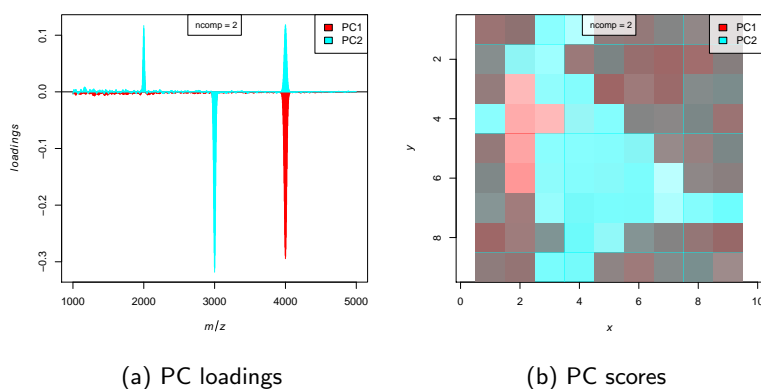 ncomp = 2
PC1
PC2
0.1
0.0
-0.1
-0.2
-0.3
loadings
1000 2000 3000 4000 5000
m/z
(a) PC loadings
ncomp = 2
PC1
PC2
2
4
6
8
y
0 2 4 6 8 10
x
(b) PC scores